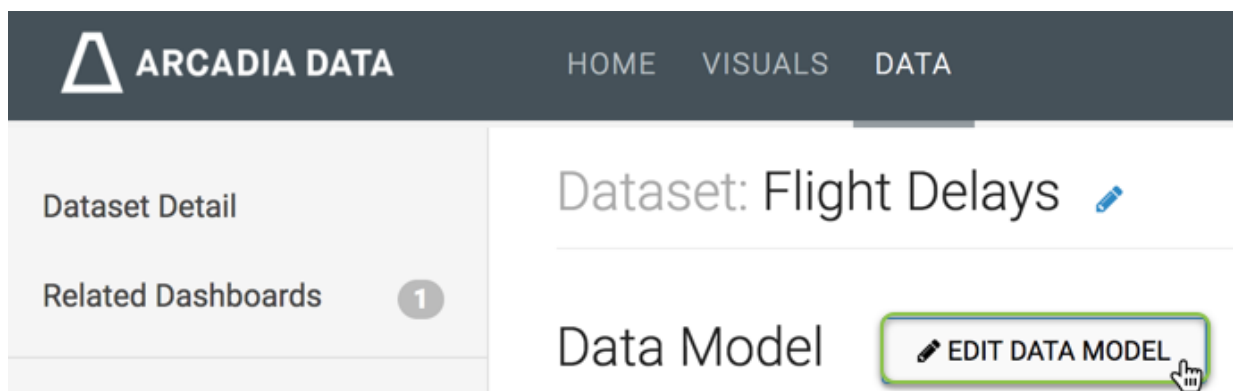 ARCADIA DATA HOME VISUALS DATA
Dataset Detail
Related Dashboards 1
Dataset: Flight Delays
Data Model EDIT DATA MODEL